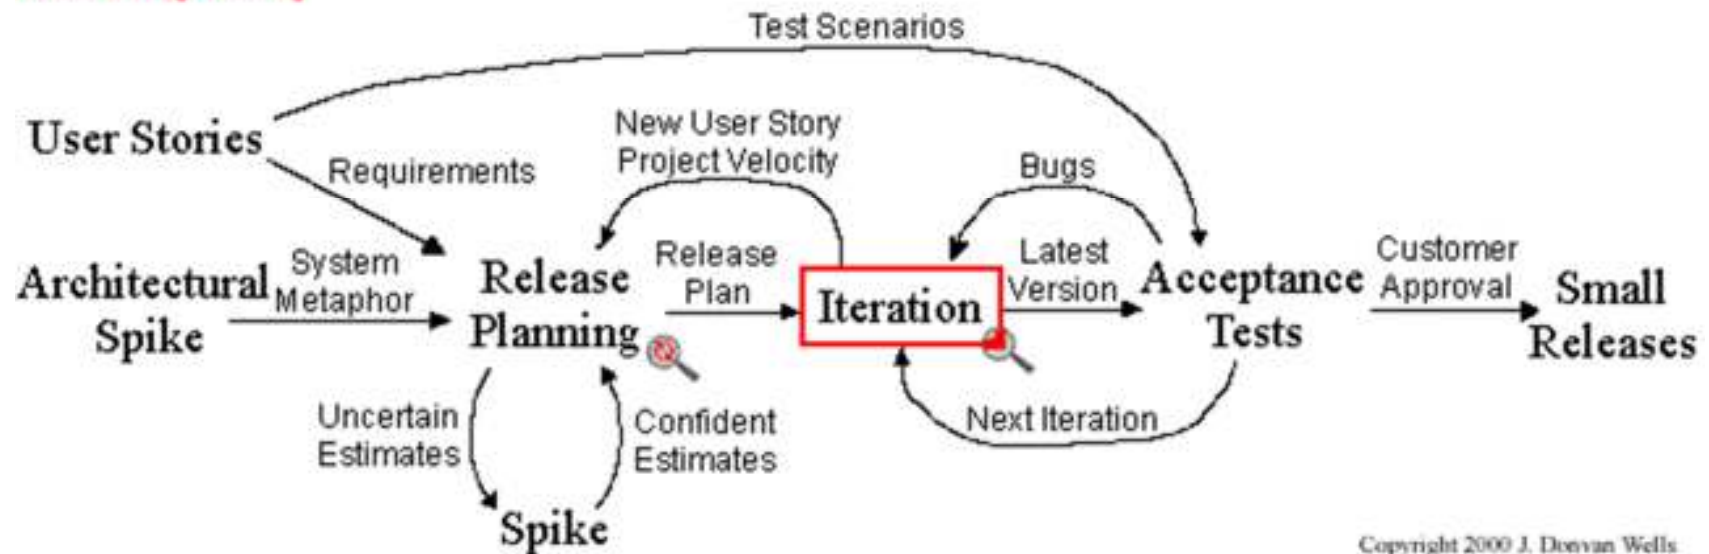 Test Scenarios
User Stories
Requirements
New User Story
Project Velocity
Bugs
Architectural
Spike
System
Metaphor
Release
Planning
Release
Plan
Iteration
Latest
Version
Acceptance
Tests
Customer
Approval
Small
Releases
Uncertain
Estimates
Confident
Estimates
Next Iteration
Spike
Copyright 2000 J. Donvan Wells